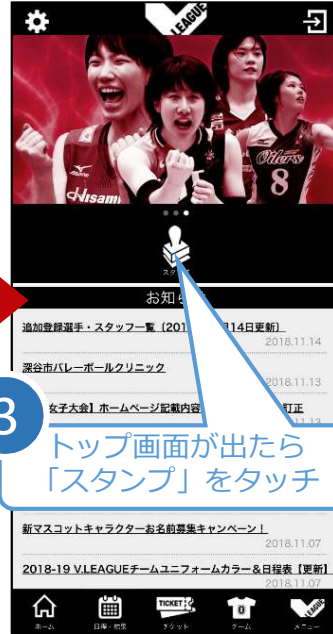 V.LEAGUE
Hisami
Oilers
8
スタンプ
お知ら
追加登録選手・スタッフ一覧（201 月14日更新）
2018.11.14
深谷市バレーボールクリニック
2018.11.13
女子大会】ホームページ記載内容 訂正
2018.11.13
3
トップ画面が出たら
「スタンプ」をタッチ
新マスコットキャラクターお名前募集キャンペーン！
2018.11.07
2018-19 V.LEAGUEチームユニフォームカラー＆日程表【更新】
2018.11.07
TICKET
ホーム 日程・結果 チケット ゲーム メニュー